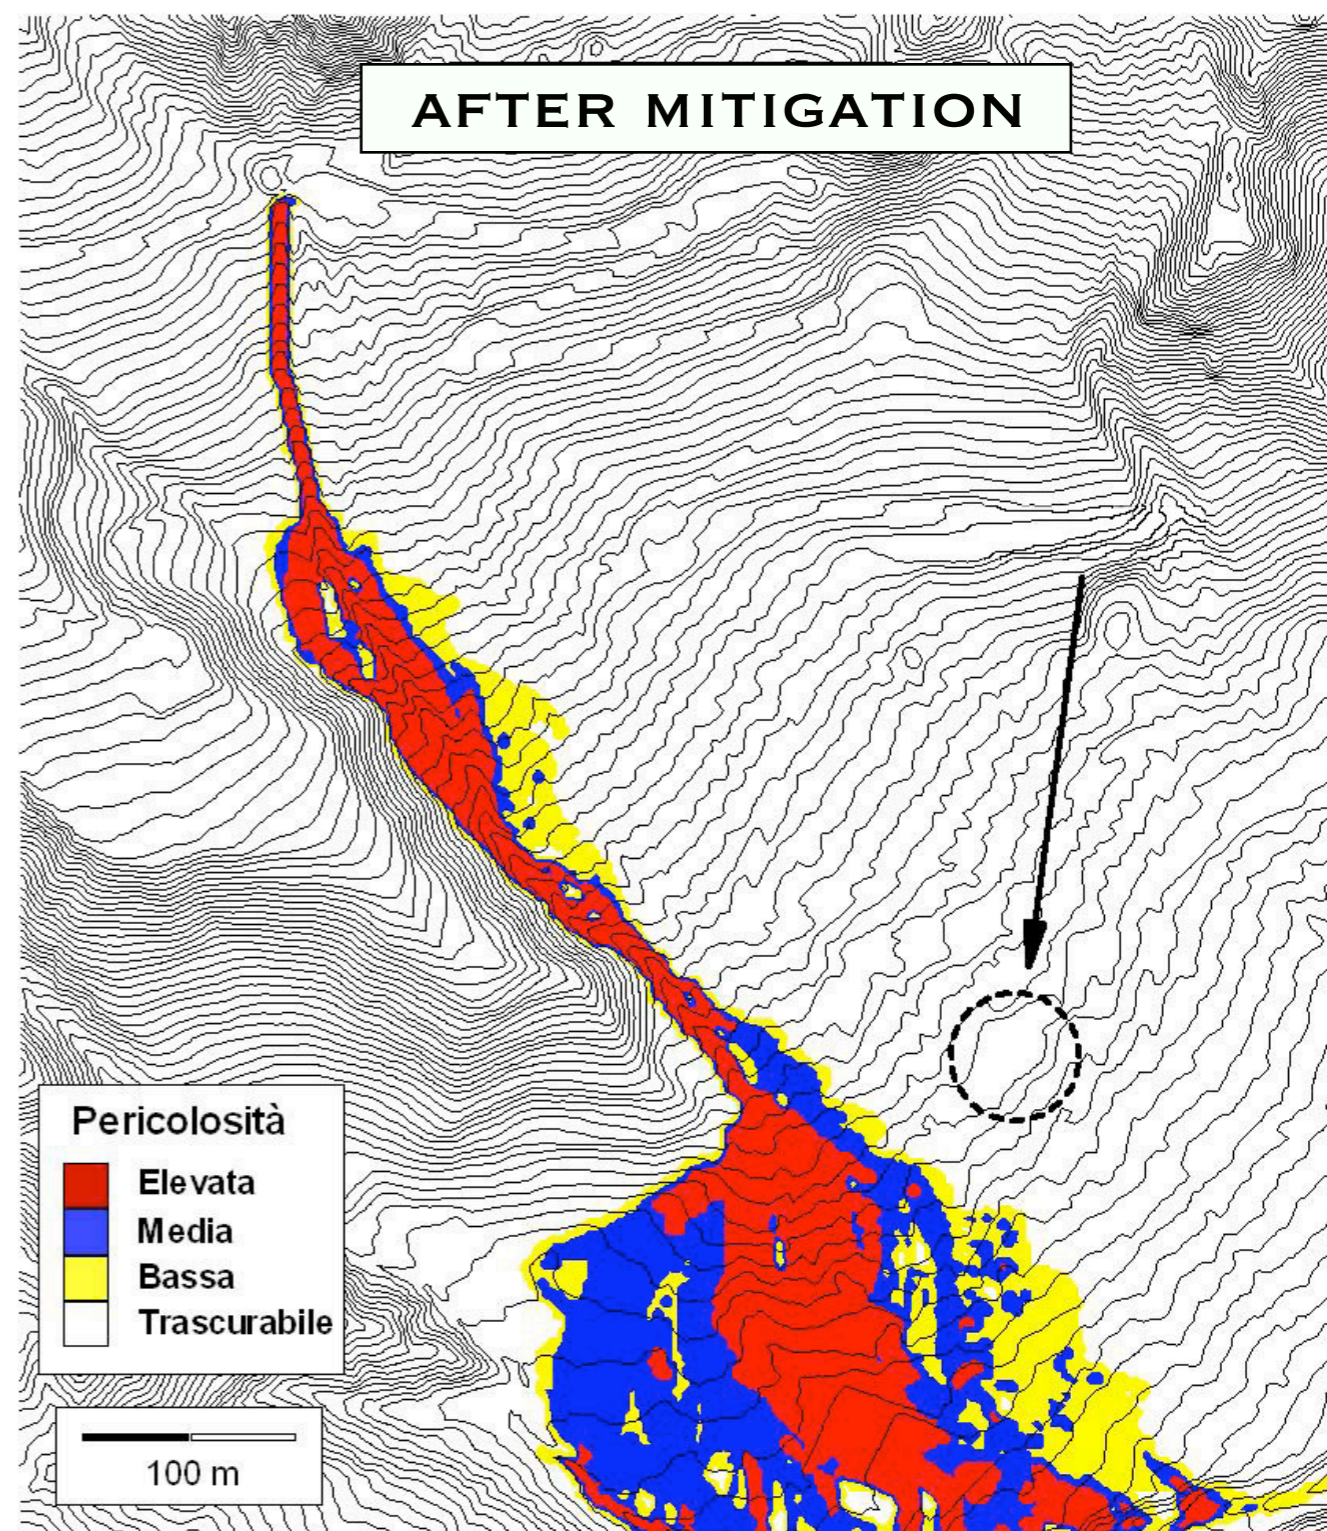 AFTER MITIGATION
Pericolosità
Elevata
Media
Bassa
Trascurabile
100 m